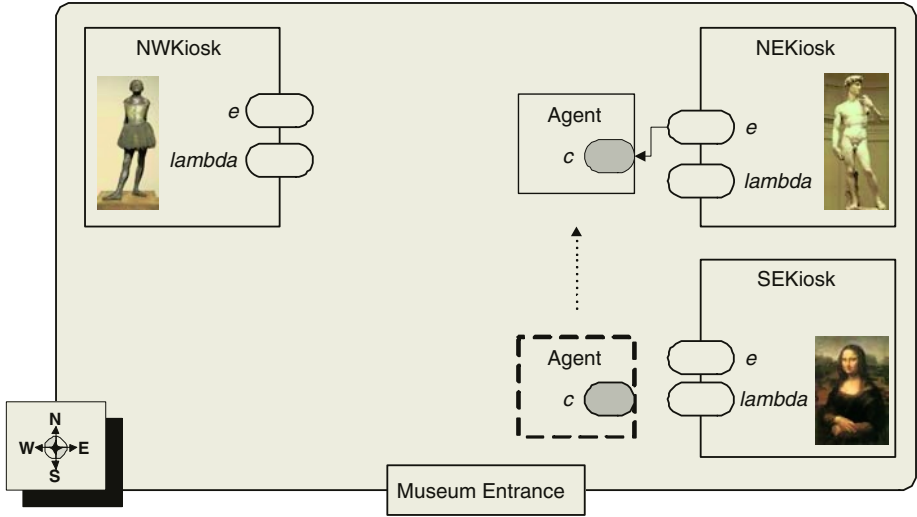 NWKiosk
e
lambda
Agent
c
NEKiosk
e
lambda
SEKiosk
Agent
c
e
lambda
N
W E
S
Museum Entrance